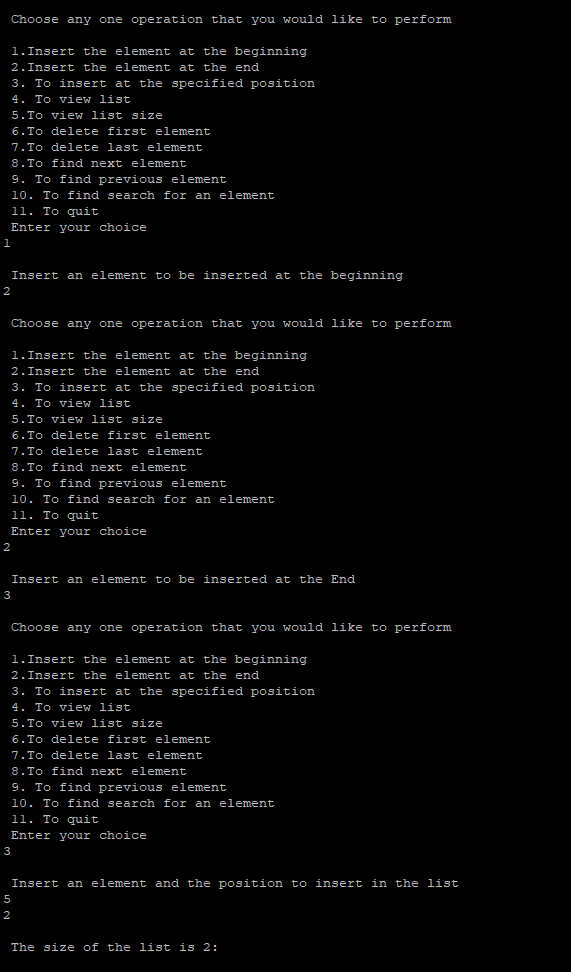 Choose any one operation that you would like to perform
1.Insert the element at the beginning
2.Insert the element at the end
3. To insert at the specified position
4. To view list
5.To view list size
6.To delete first element
7.To delete last element
8.To find next element
9. To find previous element
10. To find search for an element
11. To quit
Enter your choice
1
Insert an element to be inserted at the beginning
2
Choose any one operation that you would like to perform
1.Insert the element at the beginning
2.Insert the element at the end
3. To insert at the specified position
4. To view list
5.To view list size
6.To delete first element
7.To delete last element
8.To find next element
9. To find previous element
10. To find search for an element
11. To quit
Enter your choice
2
Insert an element to be inserted at the End
3
Choose any one operation that you would like to perform
1.Insert the element at the beginning
2.Insert the element at the end
3. To insert at the specified position
4. To view list
5.To view list size
6.To delete first element
7.To delete last element
8.To find next element
9. To find previous element
10. To find search for an element
11. To quit
Enter your choice
3
Insert an element and the position to insert in the list
5
2
The size of the list is 2: